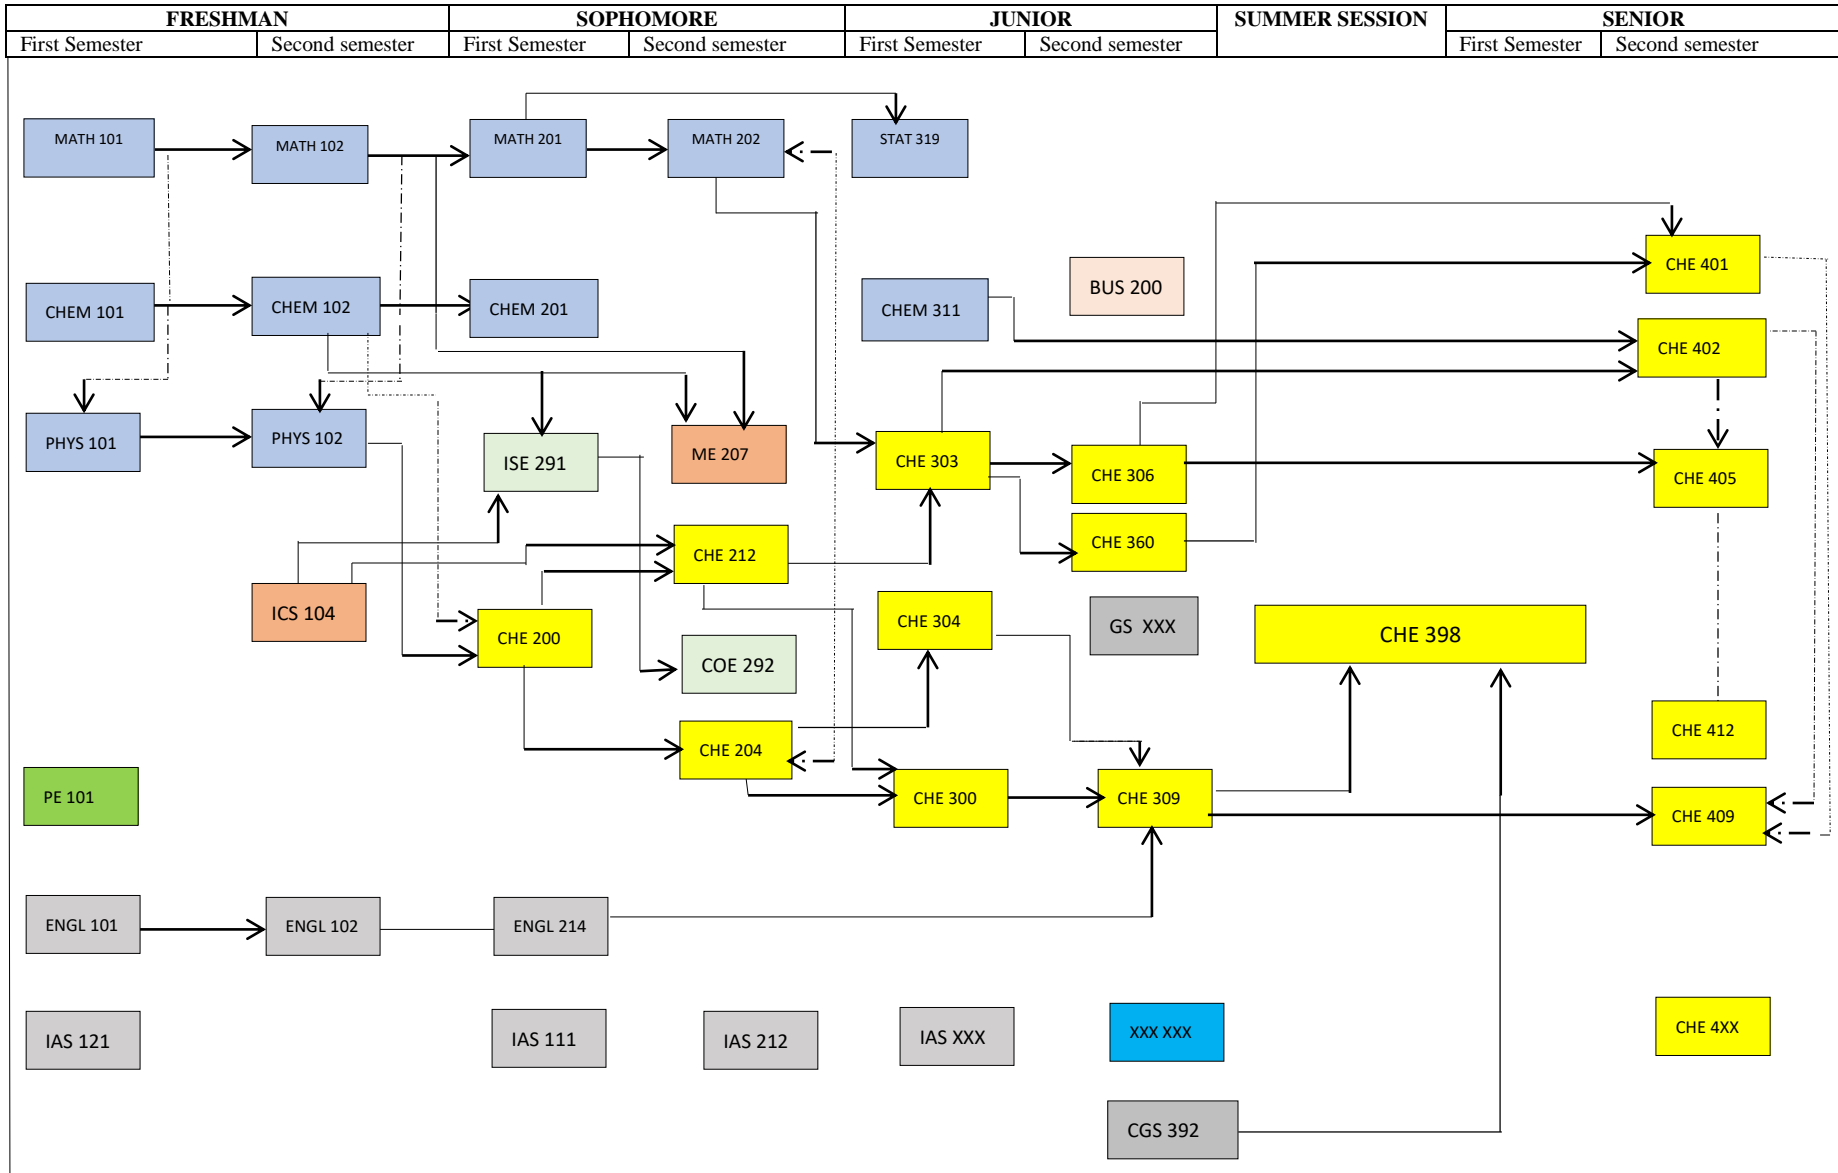 FRESHMAN SOPHOMORE JUNIOR SUMMER SESSION SENIOR
First Semester Second semester First Semester Second semester First Semester Second semester First Semester Second semester
MATH 101 MATH 102 MATH 201 MATH 202 STAT 319
CHE 401
BUS 200
CHEM 101 CHEM 102 CHEM 201 CHEM 311
CHE 402
PHYS 101 PHYS 102 ISE 291 ME 207 CHE 303 CHE 306 CHE 405
CHE 212 CHE 360
ICS 104 CHE 200 CHE 304 GS XXX CHE 398
COE 292
CHE 204 CHE 412
PE 101 CHE 300 CHE 309 CHE 409
ENGL 101 ENGL 102 ENGL 214
IAS 121 IAS 111 IAS 212 IAS XXX XXX XXX CHE 4XX
CGS 392